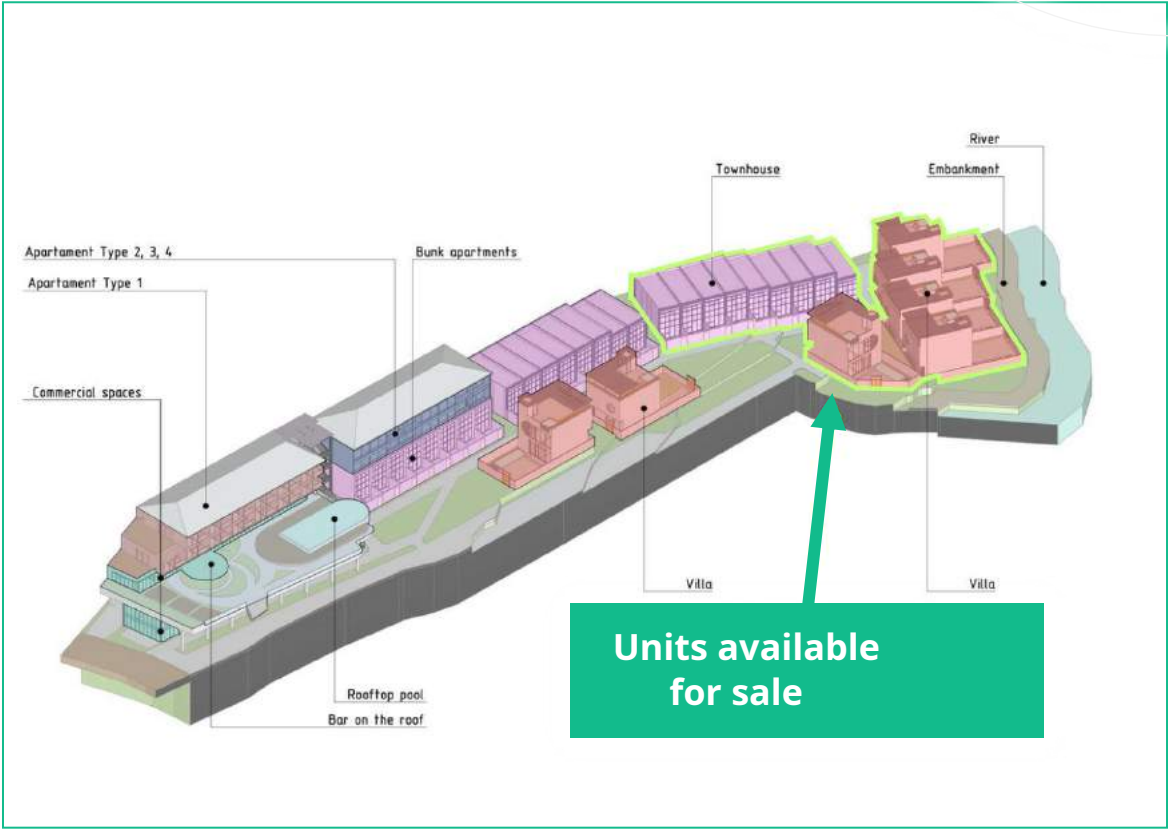 River
Townhouse
Embankment
Apartament Type 2, 3, 4
Bunk apartments
Apartament Type 1
Commercial spaces
Villa
Villa
Units available
for sale
Rooftop pool
Bar on the roof